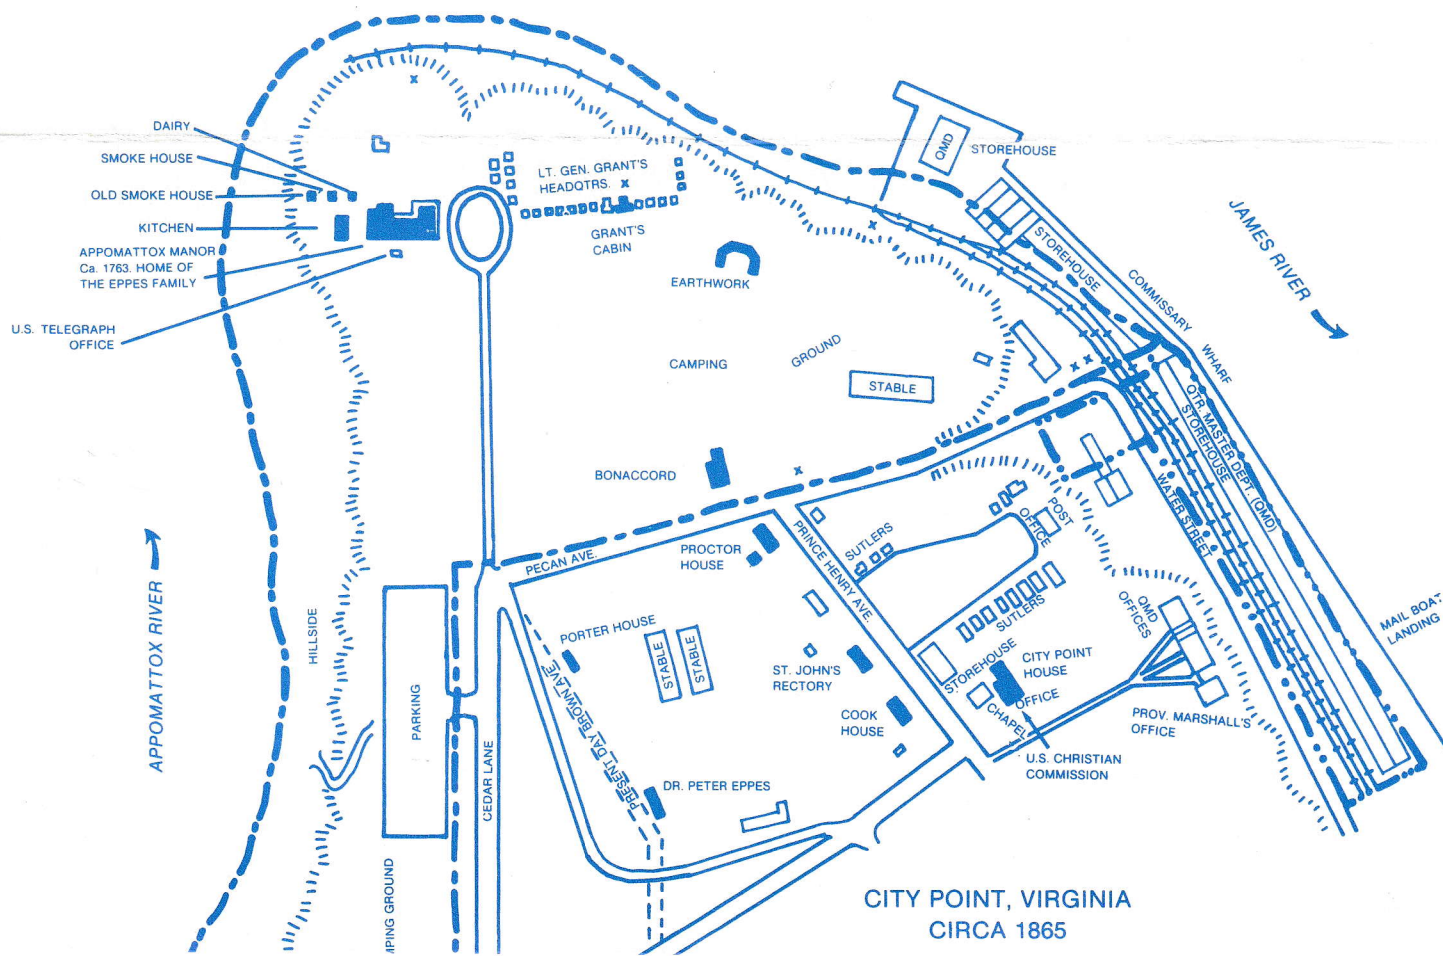 DAIRY
SMOKE HOUSE
OLD SMOKE HOUSE
KITCHEN
APPOMATTOX MANOR
Ca. 1763. HOME OF
THE EPPES FAMILY
U.S. TELEGRAPH
OFFICE
LT. GEN. GRANT'S
HEADQTRS.
GRANT'S
CABIN
EARTHWORK
CAMPING
GROUND
STABLE
BONACCORD
QMD
STOREHOUSE
STOREHOUSE
COMMISSARY
WHARF
JAMES RIVER
QTR. MASTER DEPT. (QMD)
STOREHOUSE
WATER STREET
MAIL BOAT
LANDING
PECAN AVE.
PROCTOR
HOUSE
PRINCE HENRY AVE.
SUTLERS
POST
OFFICE
SUTLERS
QMD
OFFICES
STOREHOUSE
CITY POINT
HOUSE
OFFICE
CHAPEL
PROV. MARSHALL'S
OFFICE
U.S. CHRISTIAN
COMMISSION
PORTER HOUSE
STABLE
STABLE
ST. JOHN'S
RECTORY
COOK
HOUSE
PRESENT DAY BROWN AVE.
DR. PETER EPPES
HILLSIDE
APPOMATTOX RIVER
PARKING
CEDAR LANE
MPING GROUND
CITY POINT, VIRGINIA
CIRCA 1865